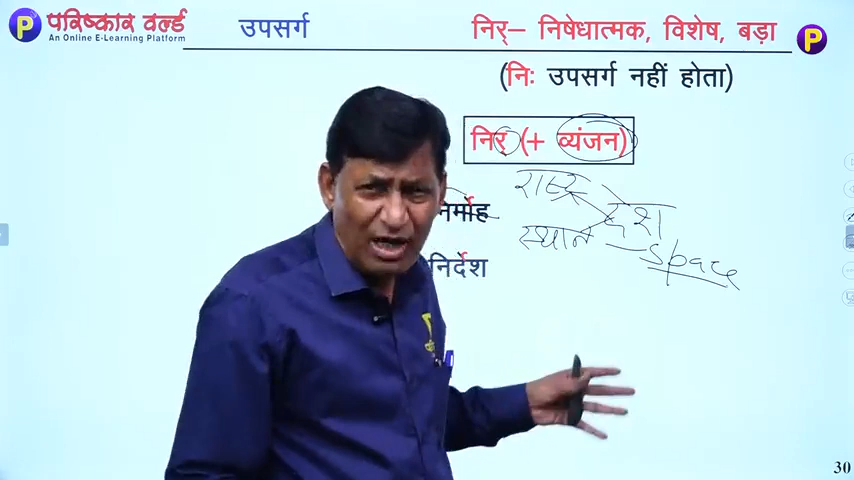 परिष्कार वर्ल्ड
An Online E-Learning Platform
उपसर्ग
निर्– निषेधात्मक, विशेष, बड़ा
(निः उपसर्ग नहीं होता)
निर् (+ व्यंजन)
राष्ट्र
निर्मोह
देश
स्थान
space
निर्देश
30